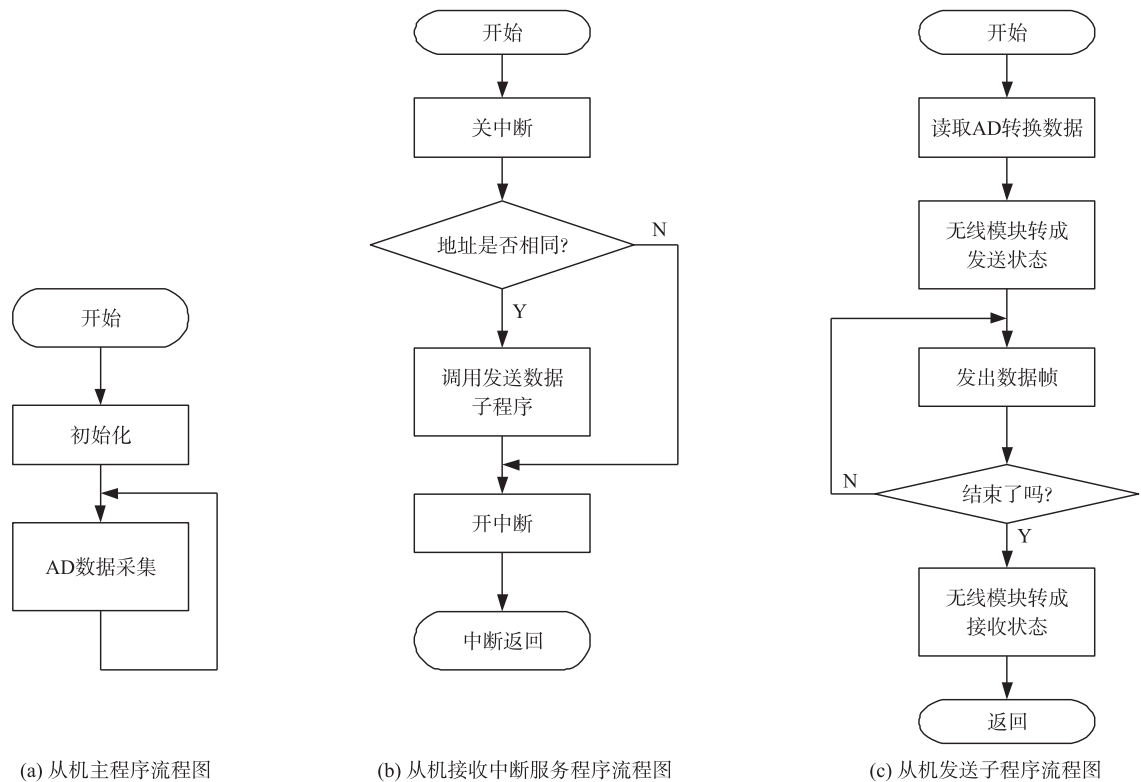 开始
初始化
AD数据采集
(a) 从机主程序流程图
开始
关中断
地址是否相同?
N
Y
调用发送数据
子程序
开中断
中断返回
(b) 从机接收中断服务程序流程图
开始
读取AD转换数据
无线模块转成
发送状态
发出数据帧
结束了吗?
N
Y
无线模块转成
接收状态
返回
(c) 从机发送子程序流程图